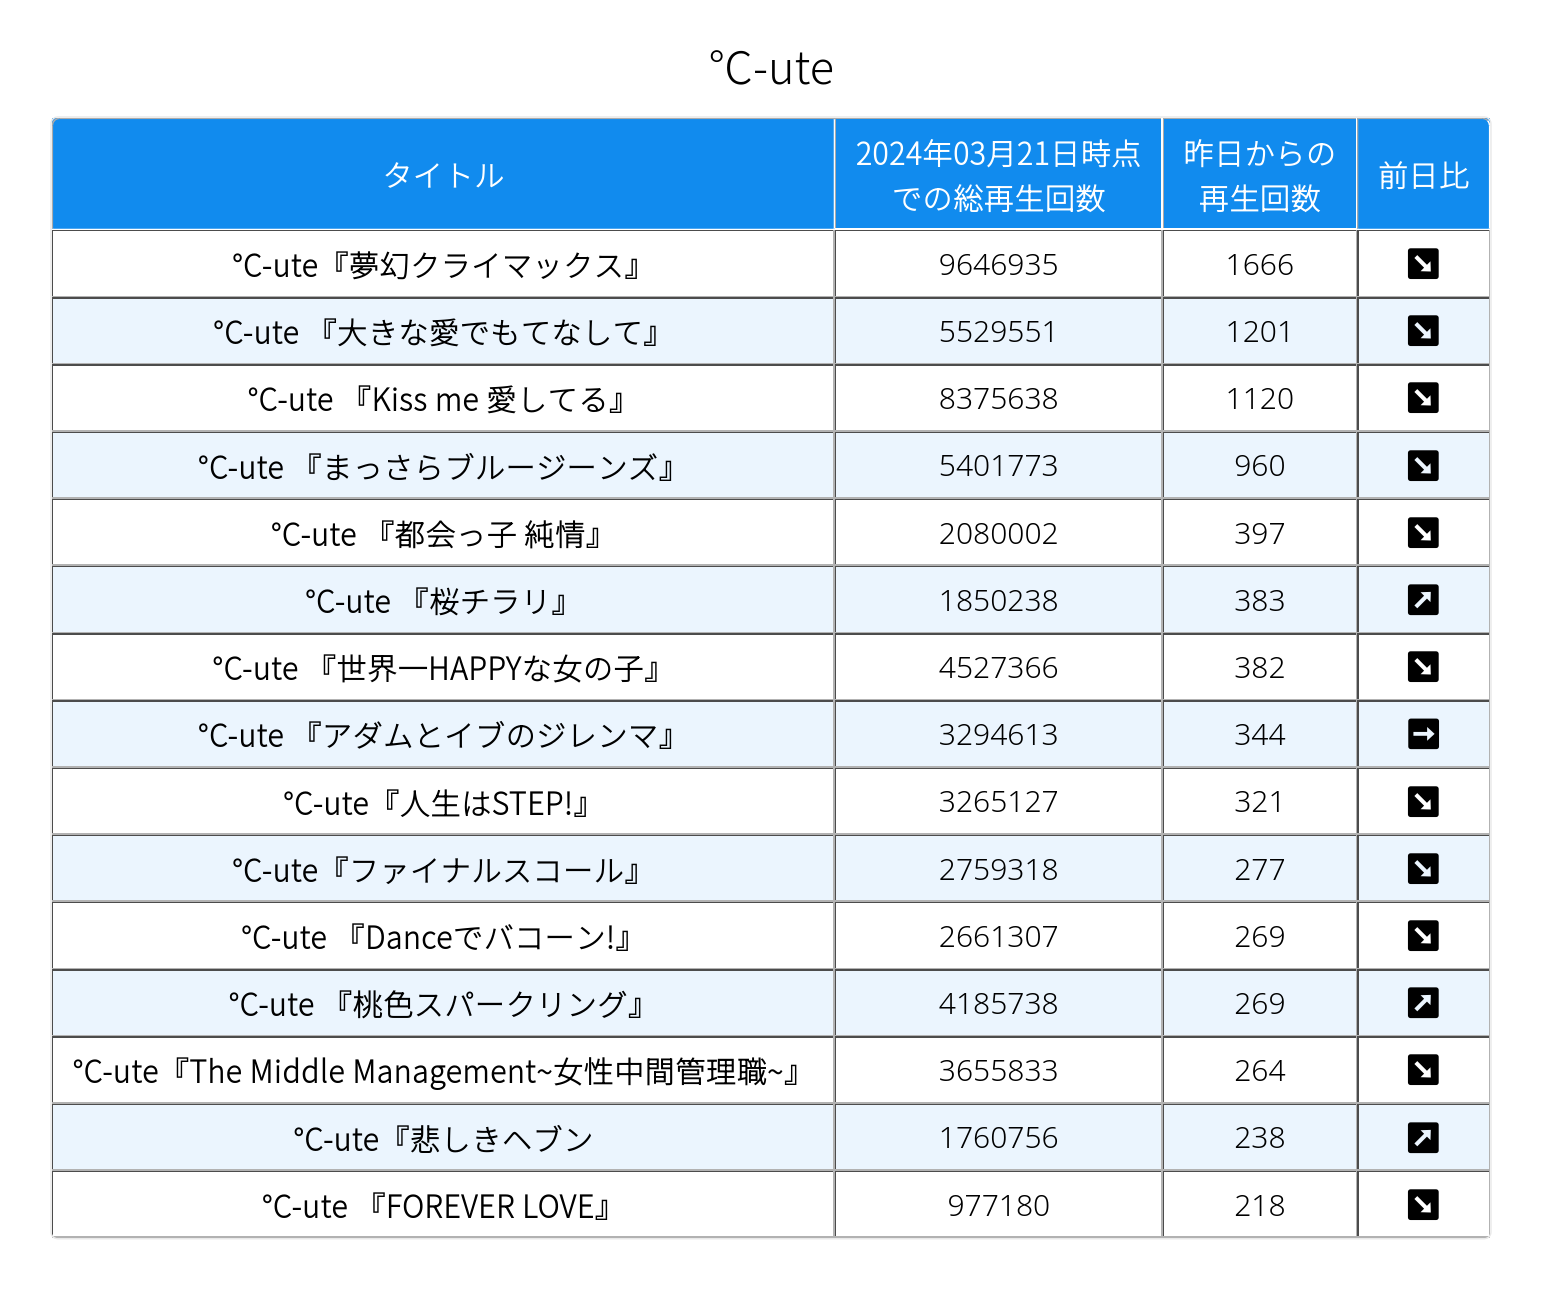 ℃-ute
タイトル
2024年03月21日時点
での総再生回数
昨日からの
再生回数
前日比
℃-ute『夢幻クライマックス』 9646935 1666
℃-ute 『大きな愛でもてなして』 5529551 1201
℃-ute 『Kiss me 愛してる』 8375638 1120
℃-ute 『まっさらブルージーンズ』 5401773 960
℃-ute 『都会っ子 純情』 2080002 397
℃-ute 『桜チラリ』 1850238 383
℃-ute 『世界一HAPPYな女の子』 4527366 382
℃-ute 『アダムとイブのジレンマ』 3294613 344
℃-ute『人生はSTEP!』 3265127 321
℃-ute『ファイナルスコール』 2759318 277
℃-ute 『Danceでバコーン!』 2661307 269
℃-ute 『桃色スパークリング』 4185738 269
℃-ute『The Middle Management~女性中間管理職~』 3655833 264
℃-ute『悲しきヘブン 1760756 238
℃-ute 『FOREVER LOVE』 977180 218